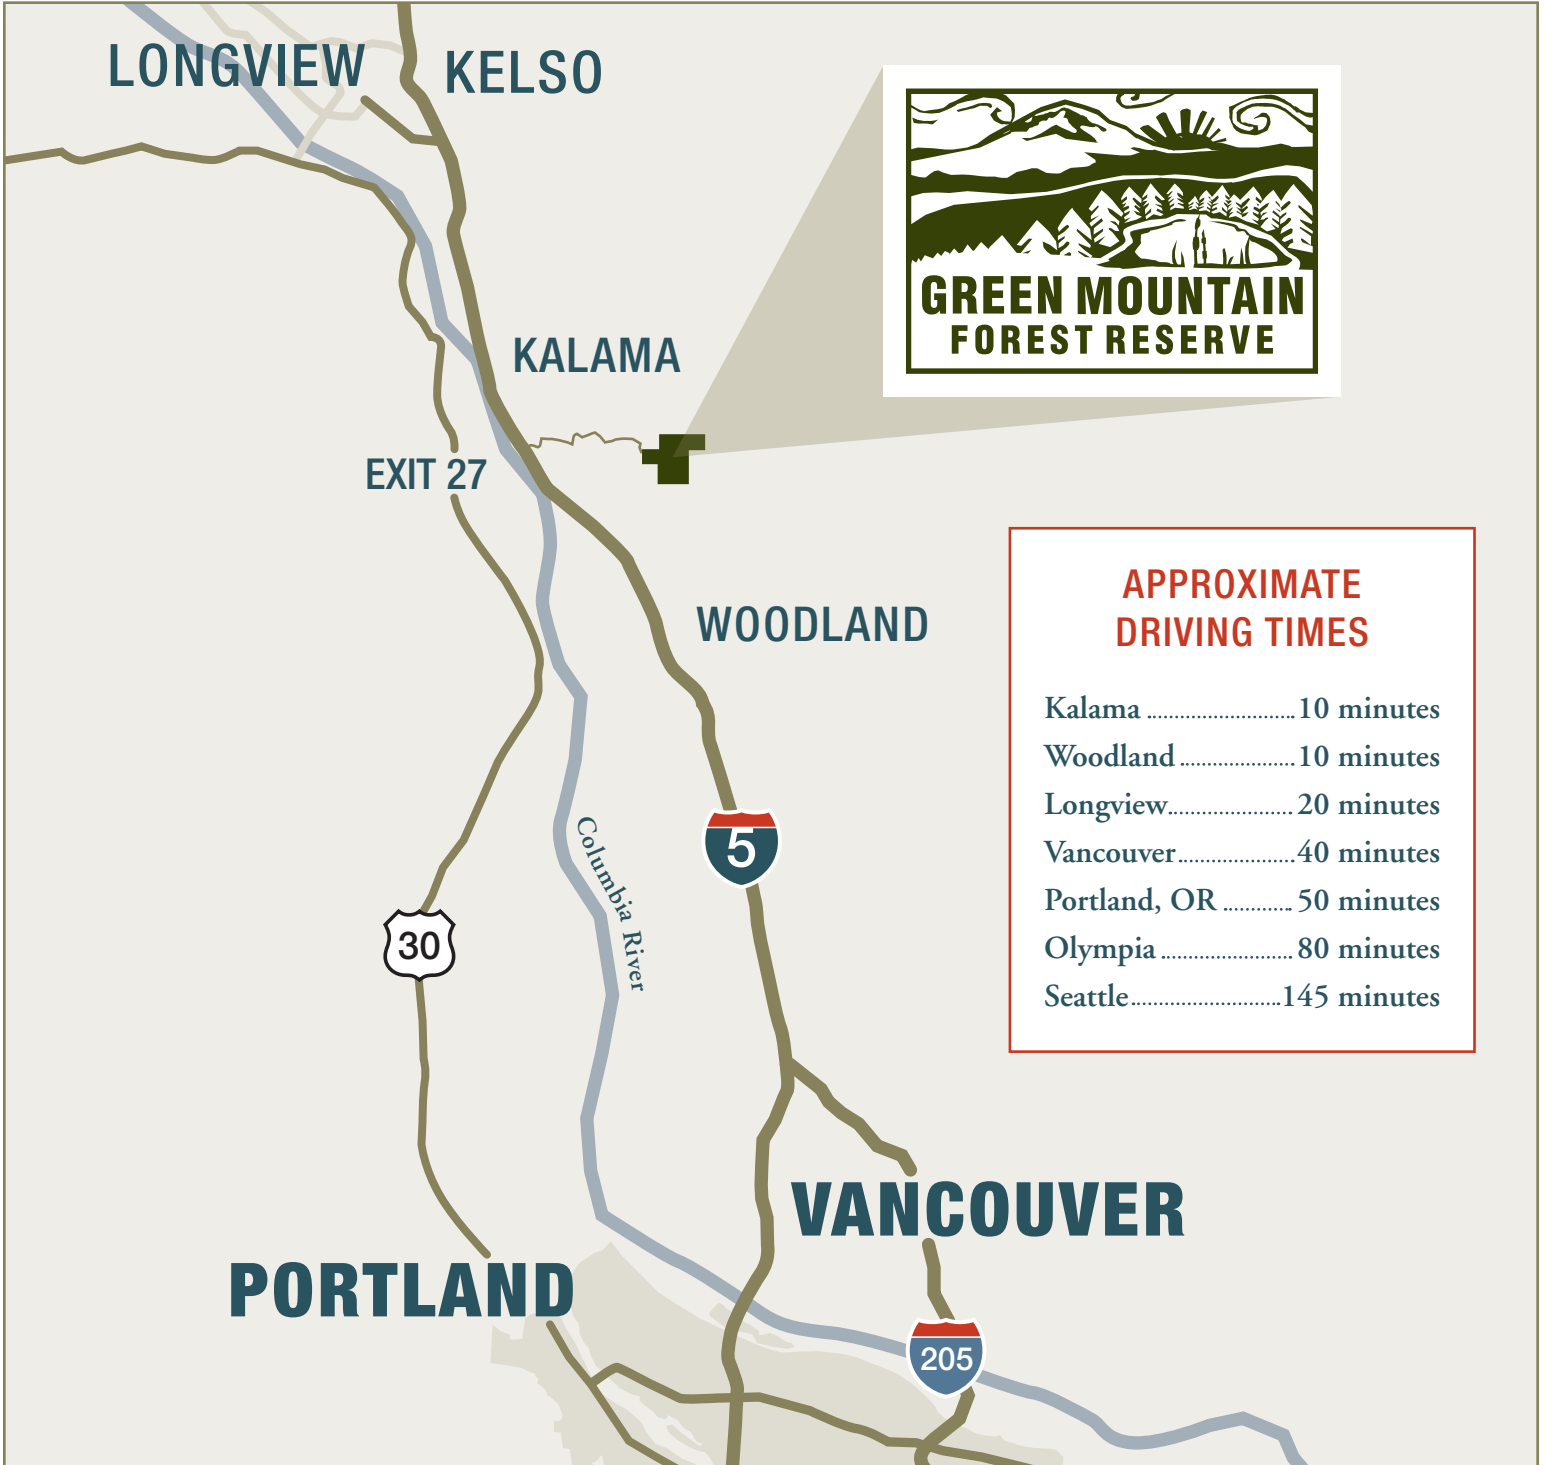 LONGVIEW
KELSO
GREEN MOUNTAIN
FOREST RESERVE
KALAMA
EXIT 27
WOODLAND
APPROXIMATE
DRIVING TIMES
Kalama 10 minutes
Woodland 10 minutes
Longview 20 minutes
Vancouver 40 minutes
Portland, OR 50 minutes
Olympia 80 minutes
Seattle 145 minutes
5
Columbia River
30
VANCOUVER
PORTLAND
205